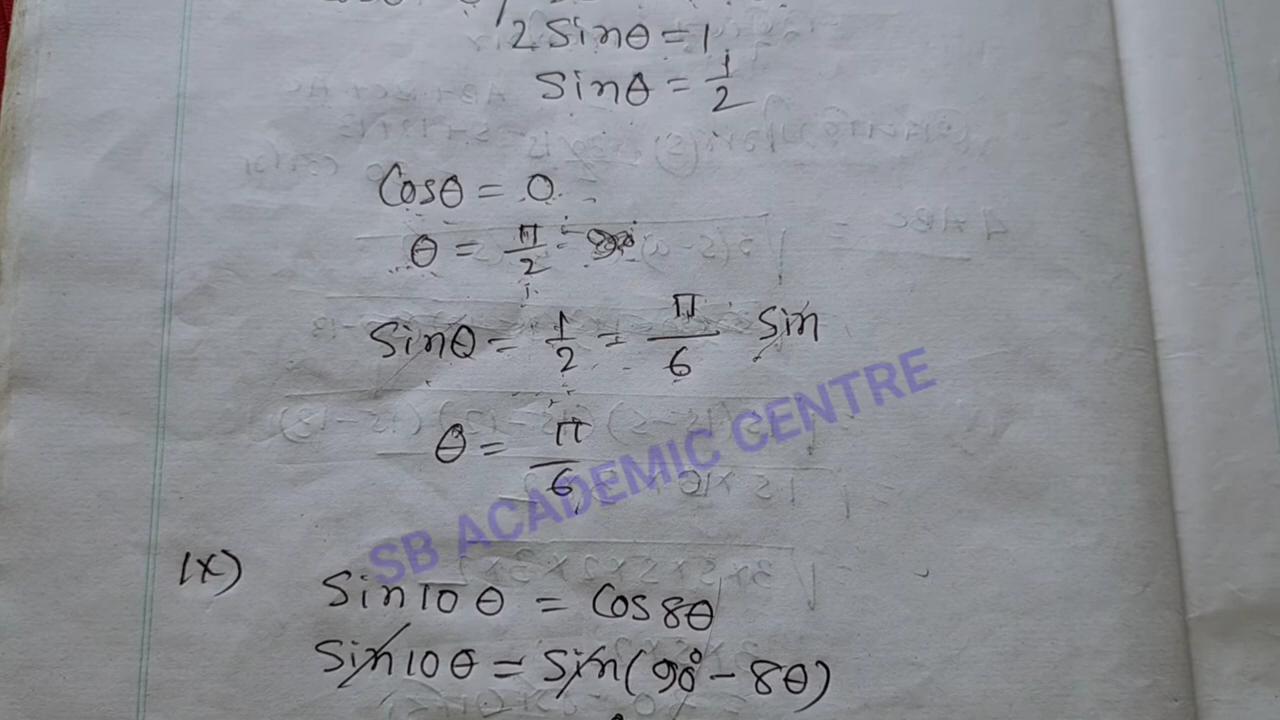 2 Sinθ = 1
Sinθ = 1/2
Cosθ = 0
θ = π/2
Sinθ = 1/2 = π/6 Sin
θ = π/6
SB ACADEMIC CENTRE
IX) Sin10θ = Cos8θ
Sin10θ = Sin(90° - 8θ)